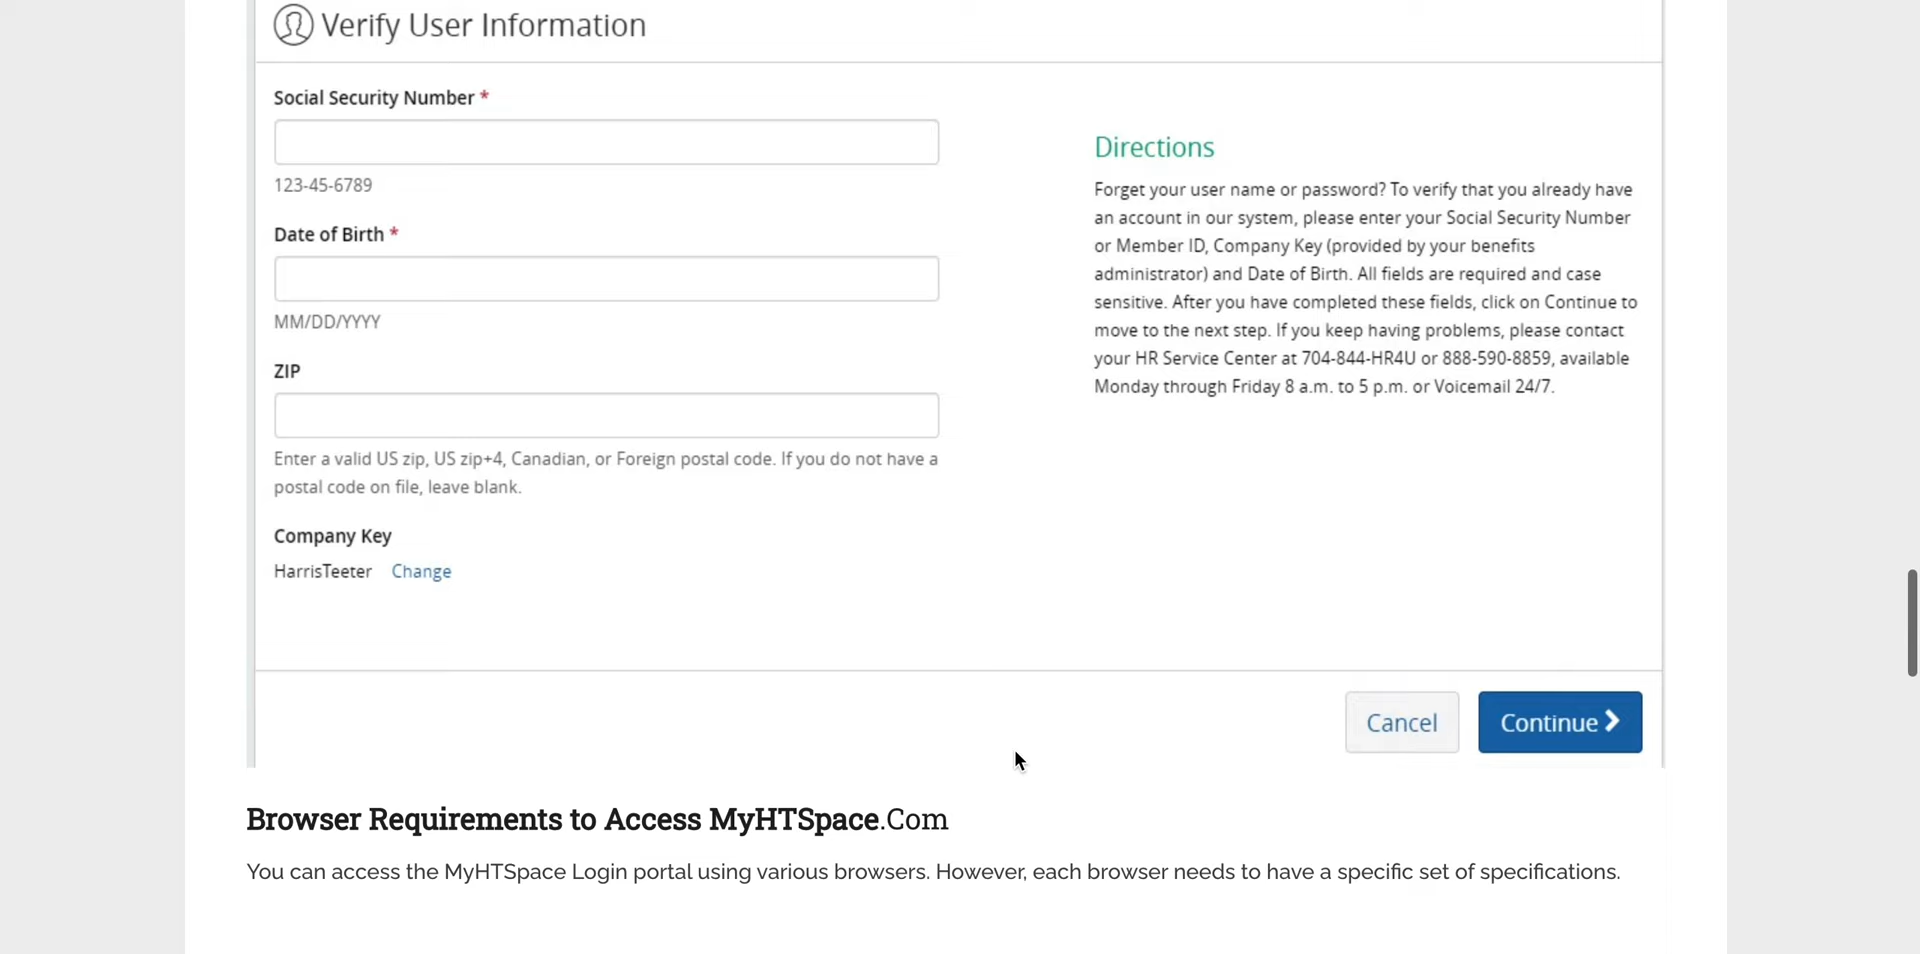 Verify User Information
Social Security Number *
123-45-6789
Date of Birth *
MM/DD/YYYY
ZIP
Enter a valid US zip, US zip+4, Canadian, or Foreign postal code. If you do not have a
postal code on file, leave blank.
Company Key
HarrisTeeter Change
Directions
Forget your user name or password? To verify that you already have
an account in our system, please enter your Social Security Number
or Member ID, Company Key (provided by your benefits
administrator) and Date of Birth. All fields are required and case
sensitive. After you have completed these fields, click on Continue to
move to the next step. If you keep having problems, please contact
your HR Service Center at 704-844-HR4U or 888-590-8859, available
Monday through Friday 8 a.m. to 5 p.m. or Voicemail 24/7.
Cancel
Continue
Browser Requirements to Access MyHTSpace.Com
You can access the MyHTSpace Login portal using various browsers. However, each browser needs to have a specific set of specifications.